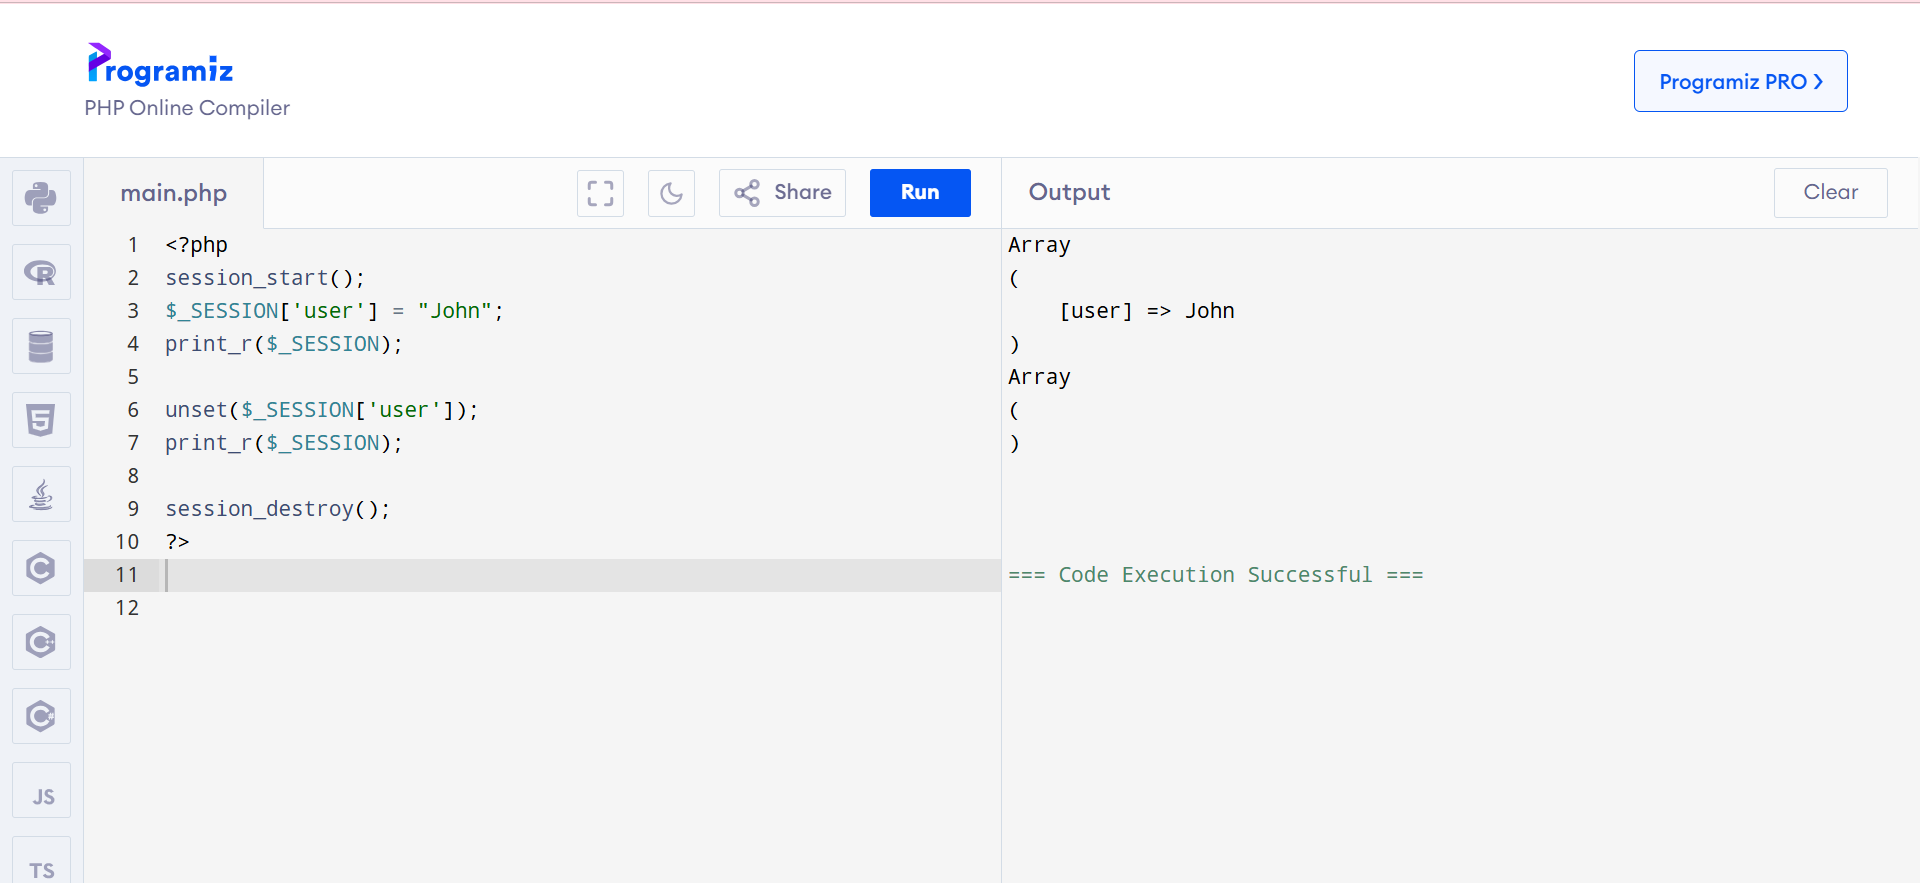 Programiz
PHP Online Compiler
Programiz PRO ❯
main.php
Share
Run
Output
Clear
1 <?php
2 session_start();
3 $_SESSION['user'] = "John";
4 print_r($_SESSION);
5
6 unset($_SESSION['user']);
7 print_r($_SESSION);
8
9 session_destroy();
10 ?>
11
12
Array
(
    [user] => John
)
Array
(
)
=== Code Execution Successful ===
R
5
C
C++
C#
JS
TS